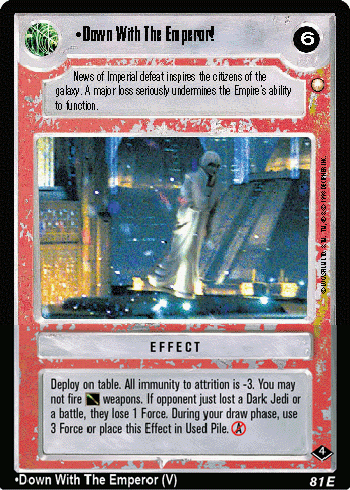 •Down With The Emperor!
6
News of Imperial defeat inspires the citizens of the
galaxy. A major loss seriously undermines the Empire's ability
to function.
EFFECT
Deploy on table. All immunity to attrition is -3. You may
not fire weapons. If opponent just lost a Dark Jedi or
a battle, they lose 1 Force. During your draw phase, use
3 Force or place this Effect in Used Pile. A
4
•Down With The Emperor (V)
81E